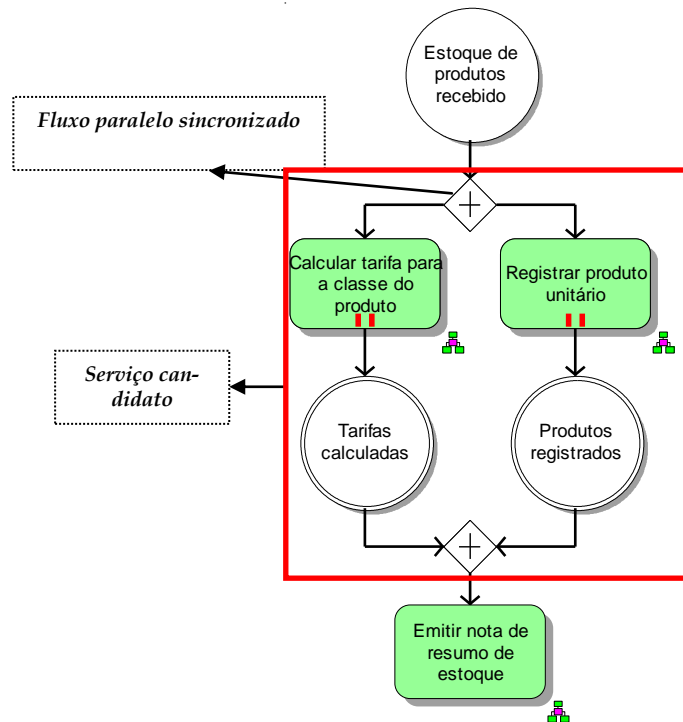 Estoque de
produtos
recebido
Fluxo paralelo sincronizado
Calcular tarifa para
a classe do
produto
Registrar produto
unitário
Serviço can-
didato
Tarifas
calculadas
Produtos
registrados
Emitir nota de
resumo de
estoque